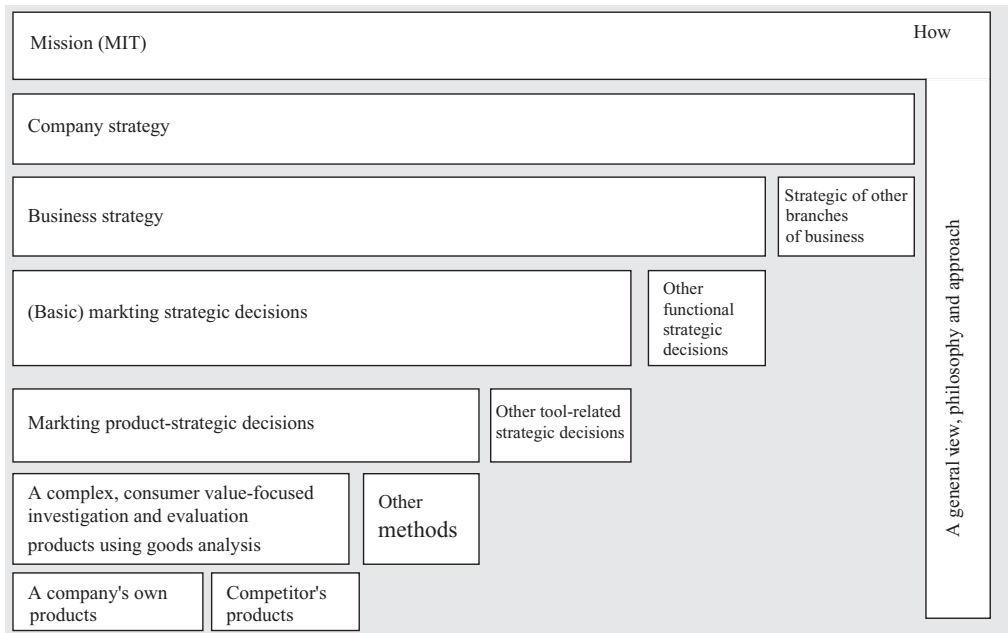 Mission (MIT)
How
Company strategy
Business strategy
Strategic of other
branches
of business
(Basic) markting strategic decisions
Other
functional
strategic
decisions
Markting product-strategic decisions
Other tool-related
strategic decisions
A complex, consumer value-focused
investigation and evaluation
products using goods analysis
Other
methods
A company's own
products
Competitor's
products
A general view, philosophy and approach